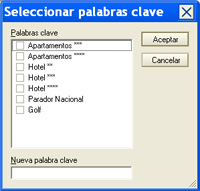 Seleccionar palabras clave
Palabras clave
Apartamentos ***
Apartamentos ****
Hotel **
Hotel ***
Hotel ****
Parador Nacional
Golf
Aceptar
Cancelar
Nueva palabra clave